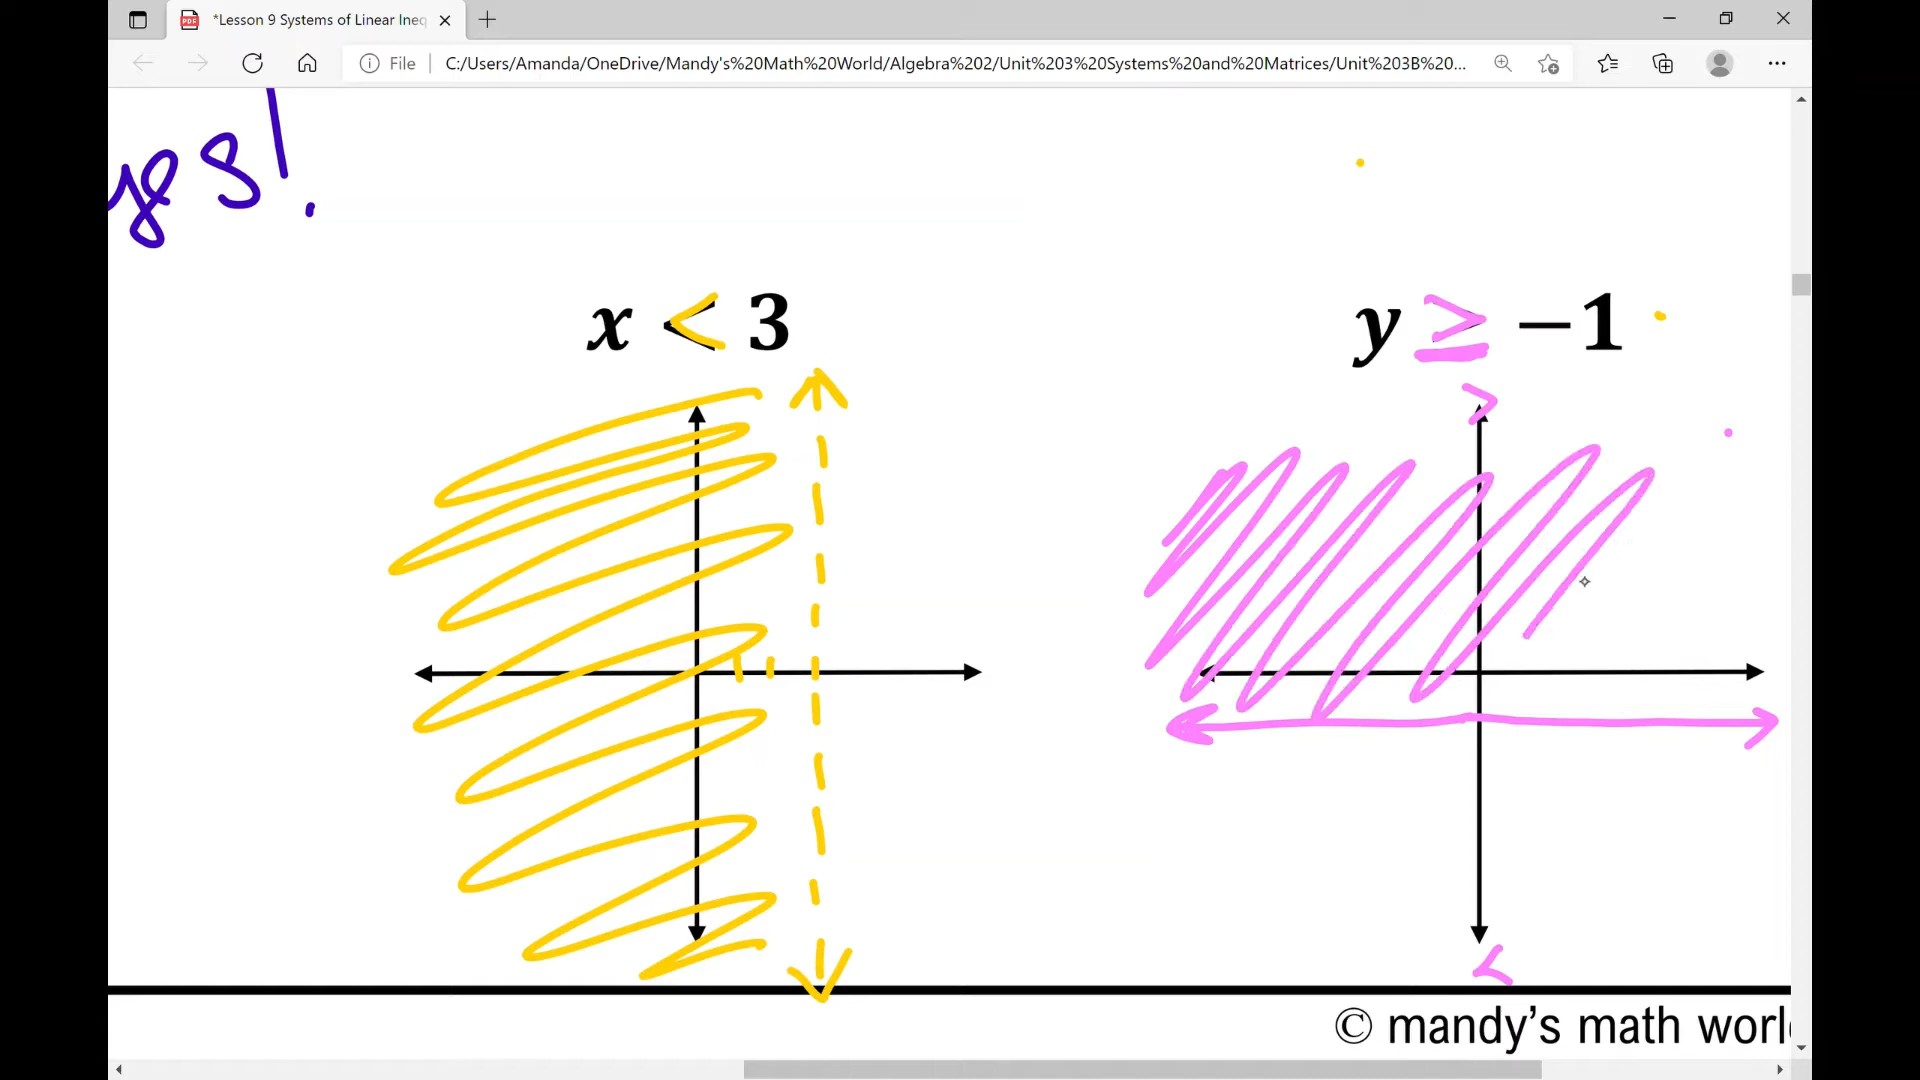 *Lesson 9 Systems of Linear Ineq
File
C:/Users/Amanda/OneDrive/Mandy's%20Math%20World/Algebra%202/Unit%203%20Systems%20and%20Matrices/Unit%203B%20...
yes!
x < 3
y ≥ −1
>
<
© mandy's math worl